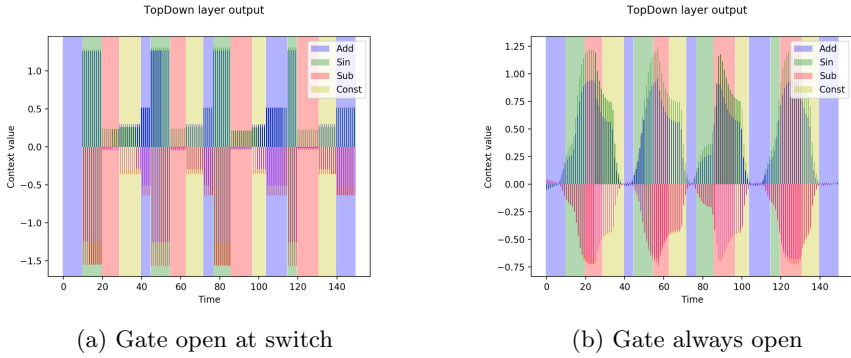 TopDown layer output
Context value
1.0
0.5
0.0
−0.5
−1.0
−1.5
0 20 40 60 80 100 120 140
Time
Add
Sin
Sub
Const
(a) Gate open at switch
TopDown layer output
Context value
1.25
1.00
0.75
0.50
0.25
0.00
−0.25
−0.50
−0.75
0 20 40 60 80 100 120 140
Time
Add
Sin
Sub
Const
(b) Gate always open